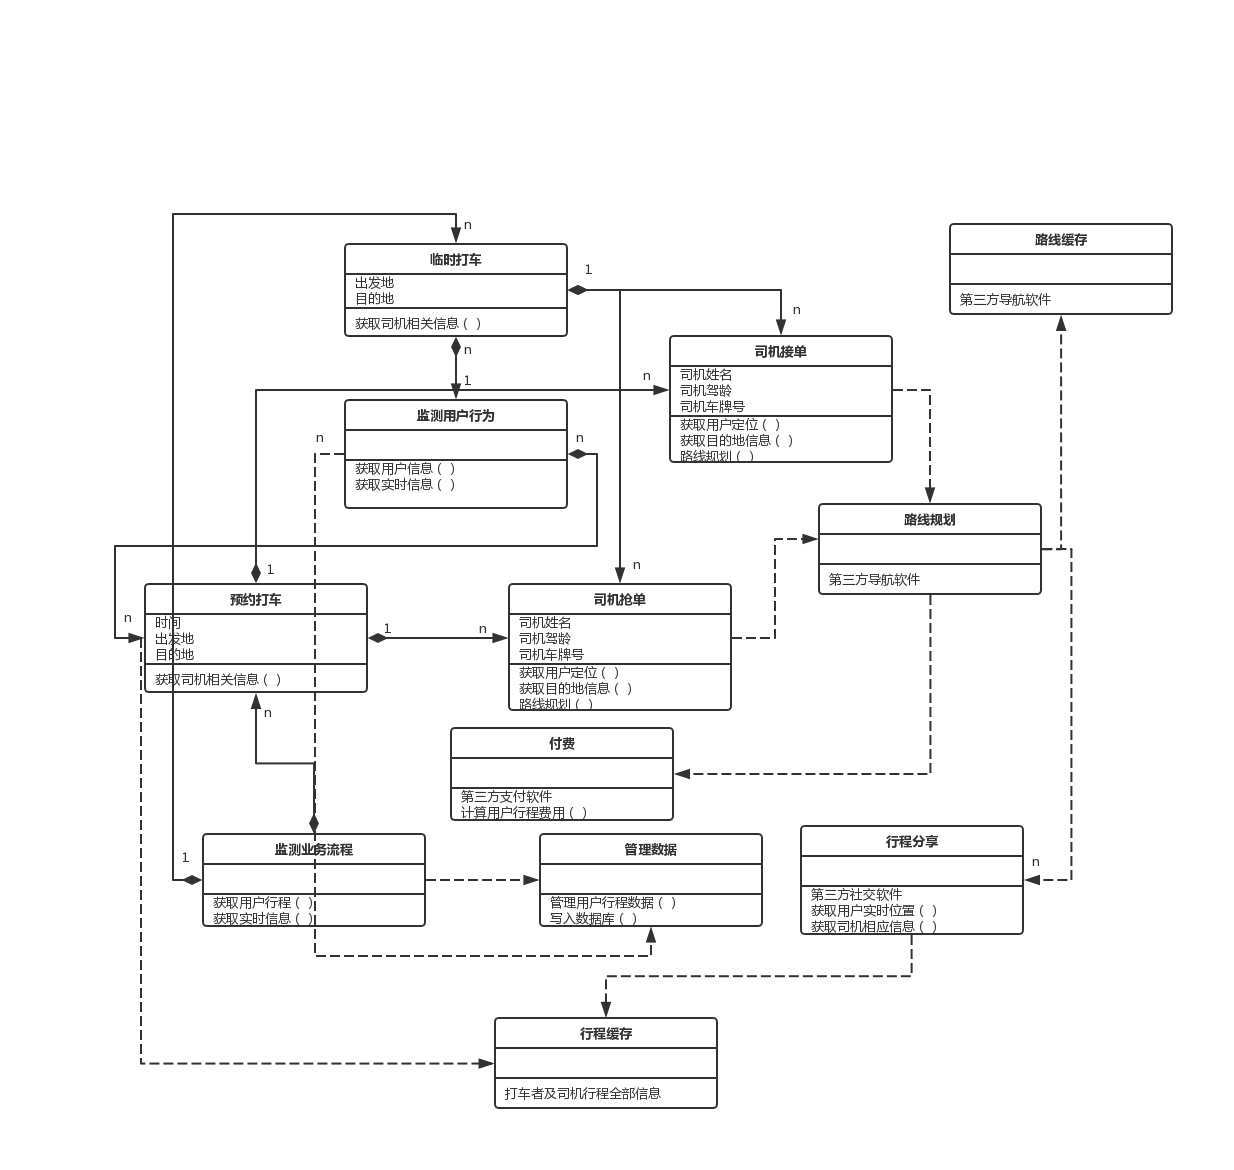 n
临时打车
出发地
目的地
获取司机相关信息（ ）
1
n
路线缓存
第三方导航软件
n
1
n
司机接单
司机姓名
司机驾龄
司机车牌号
获取用户定位（ ）
获取目的地信息（ ）
路线规划（ ）
监测用户行为
获取用户信息（ ）
获取实时信息（ ）
n
n
路线规划
第三方导航软件
1
n
n
预约打车
时间
出发地
目的地
获取司机相关信息（ ）
1
n
司机抢单
司机姓名
司机驾龄
司机车牌号
获取用户定位（ ）
获取目的地信息（ ）
路线规划（ ）
n
付费
第三方支付软件
计算用户行程费用（ ）
1
监测业务流程
获取用户行程（ ）
获取实时信息（ ）
管理数据
管理用户行程数据（ ）
写入数据库（ ）
行程分享
第三方社交软件
获取用户实时位置（ ）
获取司机相应信息（ ）
n
行程缓存
打车者及司机行程全部信息